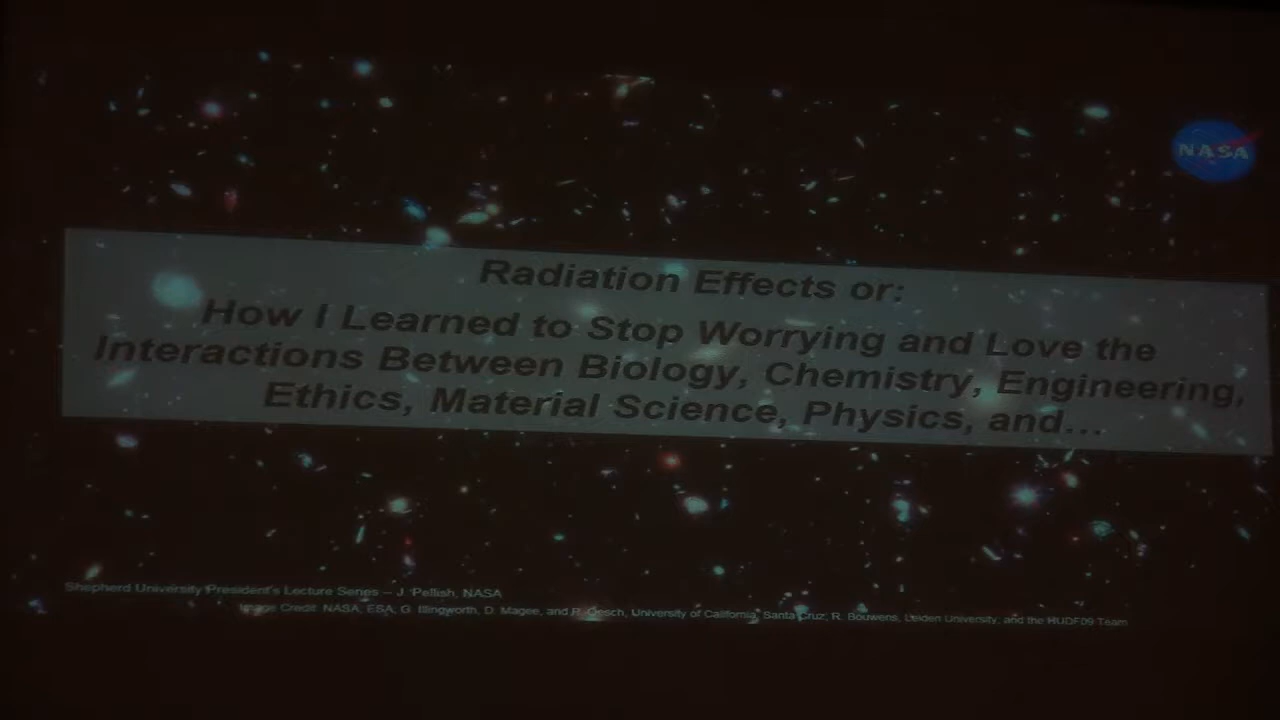 NASA
Radiation Effects or:
How I Learned to Stop Worrying and Love the
Interactions Between Biology, Chemistry, Engineering,
Ethics, Material Science, Physics, and...
Shepherd University President's Lecture Series – J. Pellish, NASA
Image Credit: NASA, ESA, G. Illingworth, D. Magee, and P. Oesch, University of California, Santa Cruz; R. Bouwens, Leiden University; and the HUDF09 Team